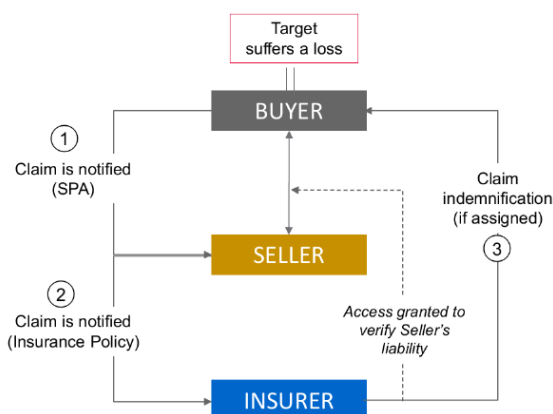 Target
suffers a loss
BUYER
1
Claim is notified
(SPA)
Claim
indemnification
(if assigned)
3
SELLER
2
Claim is notified
(Insurance Policy)
Access granted to
verify Seller's
liability
INSURER